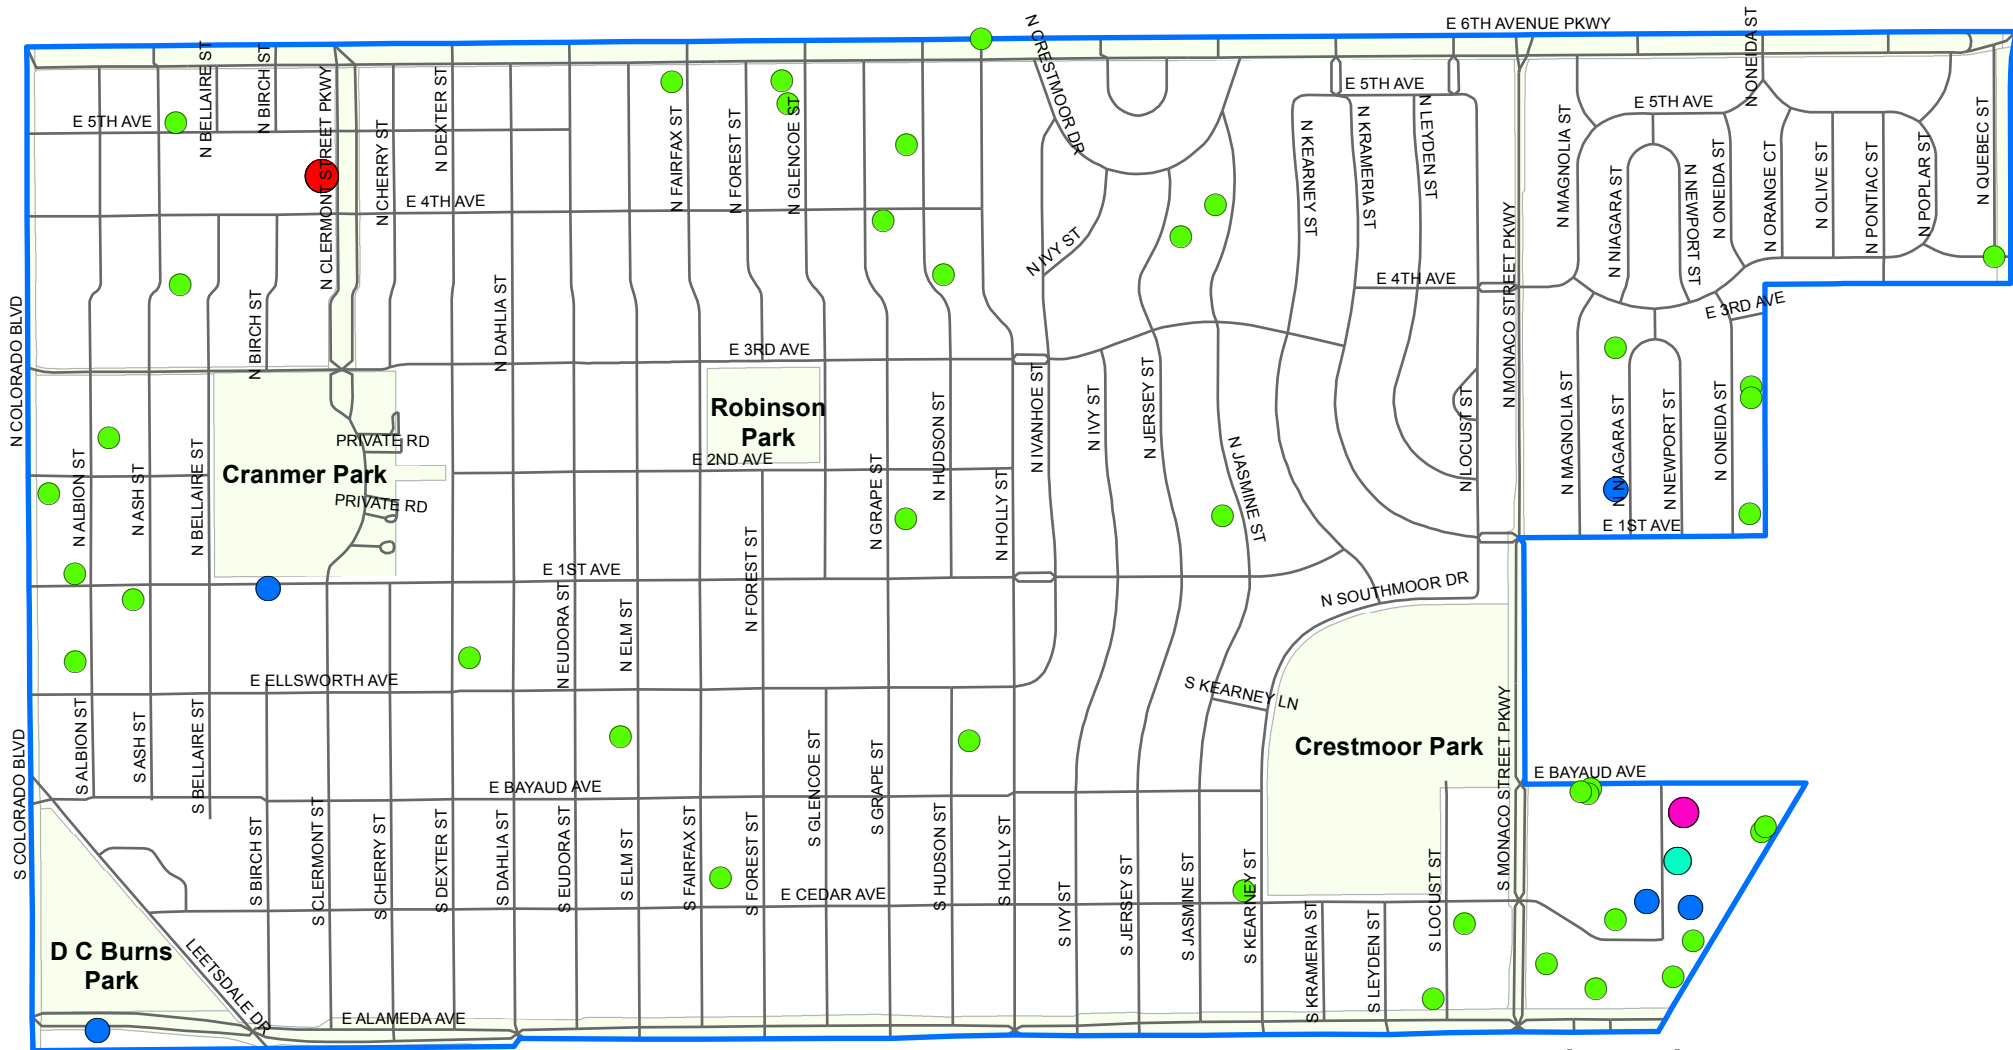 E 6TH AVENUE PKWY
N CRESTMOOR DR
N ONEIDA ST
N BELLAIRE ST
N BIRCH ST
N CLERMONT STREET PKWY
N DEXTER ST
E 5TH AVE
E 5TH AVE
E 5TH AVE
N CHERRY ST
N FAIRFAX ST
N FOREST ST
N GLENCOE ST
N KEARNEY ST
N KRAMERIA ST
N LEYDEN ST
N MAGNOLIA ST
N NIAGARA ST
N NEWPORT ST
N ONEIDA ST
N ORANGE CT
N OLIVE ST
N PONTIAC ST
N POPLAR ST
N QUEBEC ST
E 4TH AVE
N IVY ST
E 4TH AVE
N MONACO STREET PKWY
E 3RD AVE
N COLORADO BLVD
N BIRCH ST
N DAHLIA ST
E 3RD AVE
Robinson
Park
E 2ND AVE
PRIVATE RD
Cranmer Park
PRIVATE RD
N ALBION ST
N ASH ST
N BELLAIRE ST
N GRAPE ST
N HUDSON ST
N HOLLY ST
N IVANHOE ST
N IVY ST
N JERSEY ST
N JASMINE ST
N LOCUST ST
N MAGNOLIA ST
N NIAGARA ST
N NEWPORT ST
N ONEIDA ST
E 1ST AVE
E 1ST AVE
N EUDORA ST
N ELM ST
N FOREST ST
N SOUTHMOOR DR
E ELLSWORTH AVE
S KEARNEY LN
S COLORADO BLVD
S ALBION ST
S ASH ST
S BELLAIRE ST
S GLENCOE ST
S GRAPE ST
Crestmoor Park
S MONACO STREET PKWY
E BAYAUD AVE
E BAYAUD AVE
S BIRCH ST
S CLERMONT ST
S CHERRY ST
S DEXTER ST
S DAHLIA ST
S EUDORA ST
S ELM ST
S FAIRFAX ST
S FOREST ST
E CEDAR AVE
S HUDSON ST
S HOLLY ST
S IVY ST
S JERSEY ST
S JASMINE ST
S KEARNEY ST
S KRAMERIA ST
S LEYDEN ST
S LOCUST ST
D C Burns
Park
LEETSDALE DR
E ALAMEDA AVE